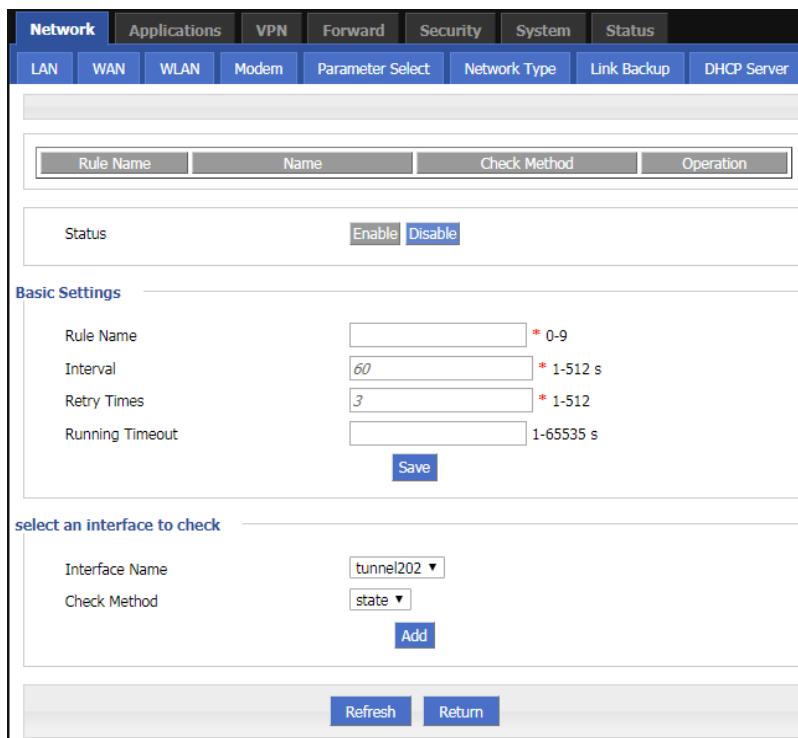 Network Applications VPN Forward Security System Status
LAN WAN WLAN Modem Parameter Select Network Type Link Backup DHCP Server
Rule Name Name Check Method Operation
Status Enable Disable
Basic Settings
Rule Name * 0-9
Interval 60 * 1-512 s
Retry Times 3 * 1-512
Running Timeout 1-65535 s
Save
select an interface to check
Interface Name tunnel202
Check Method state
Add
Refresh Return